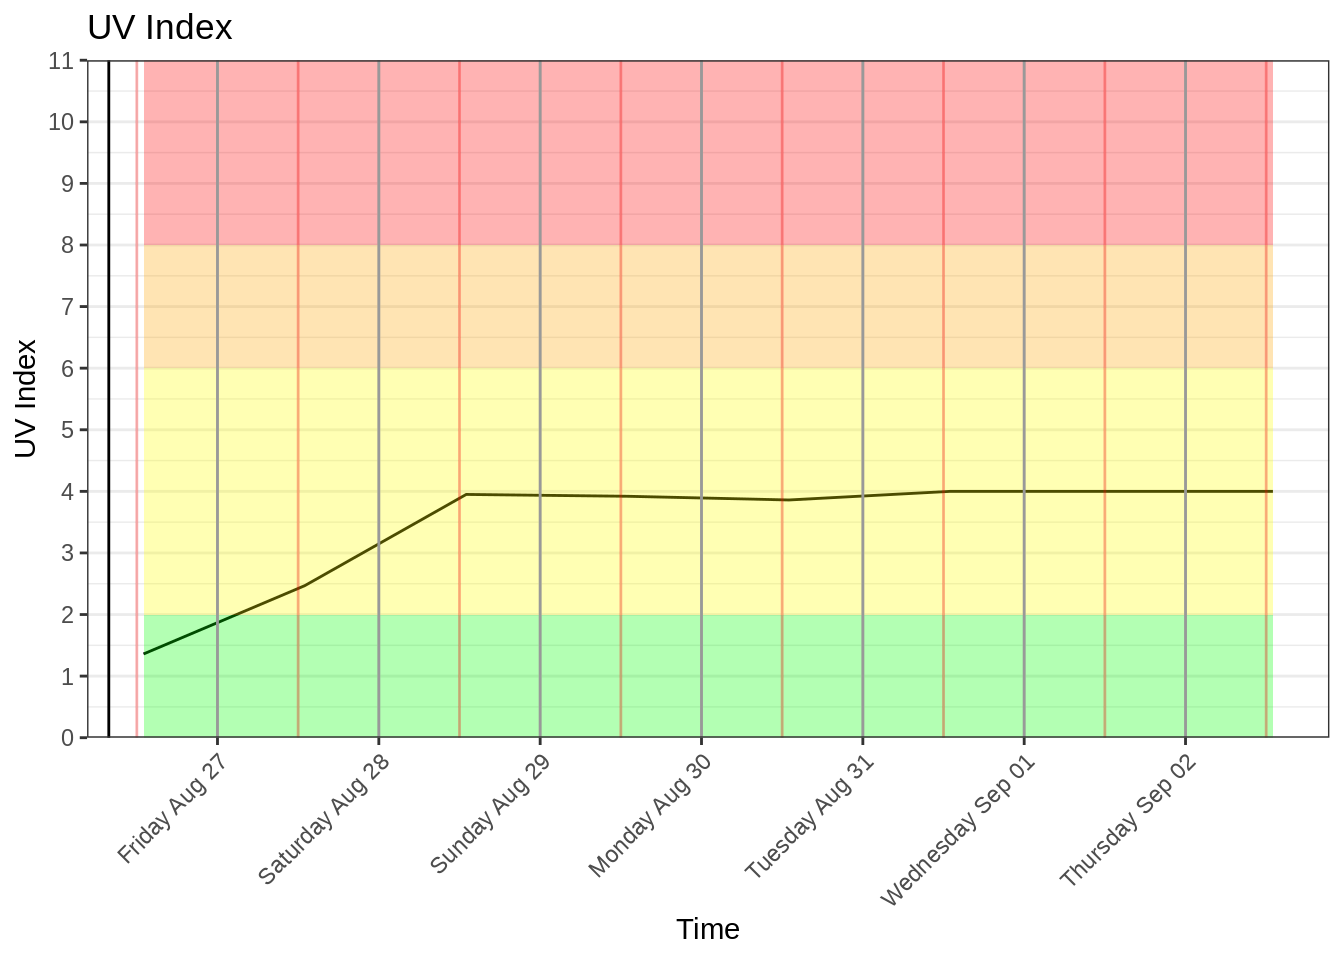 UV Index
11
10
9
8
7
6
5
4
3
2
1
0
UV Index
Friday Aug 27
Saturday Aug 28
Sunday Aug 29
Monday Aug 30
Tuesday Aug 31
Wednesday Sep 01
Thursday Sep 02
Time